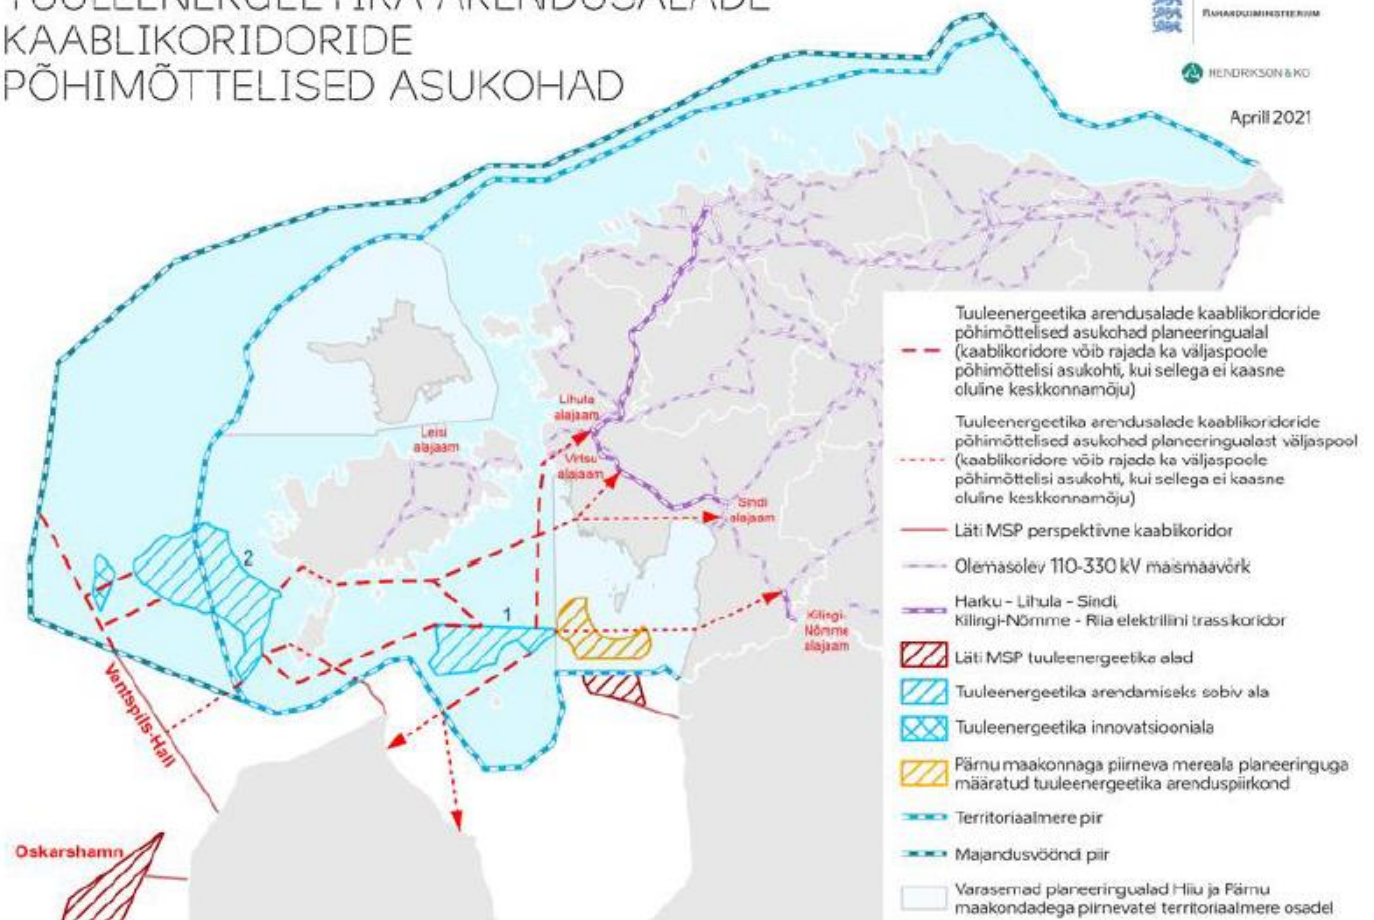 TUULEENERGEETIKA ARENDUSALADE
KAABLIKORIDORIDE
PÕHIMÕTTELISED ASUKOHAD
RAHANDUSMINISTEERIUM
HENDRIKSON & KO
Aprill 2021
Tuuleenergeetika arendusalade kaablikoridoride
põhimõttelised asukohad planeeringualal
(kaablikoridore võib rajada ka väljaspoole
põhimõttelisi asukohti, kui sellega ei kaasne
oluline keskkonnamõju)
Tuuleenergeetika arendusalade kaablikoridoride
põhimõttelised asukohad planeeringualast väljaspool
(kaablikoridore võib rajada ka väljaspoole
põhimõttelisi asukohti, kui sellega ei kaasne
oluline keskkonnamõju)
Läti MSP perspektiivne kaablikoridor
Olemasolev 110-330 kV maismaavõrk
Harku - Lihula - Sindi,
Kilingi-Nõmme - Riia elektriliini trassikoridor
Läti MSP tuuleenergeetika alad
Tuuleenergeetika arendamiseks sobiv ala
Tuuleenergeetika innovatsiooniala
Pärnu maakonnaga piirneva mereala planeeringuga
määratud tuuleenergeetika arenduspiirkond
Territoriaalmere piir
Majandusvööndi piir
Varasemad planeeringualad Hiiu ja Pärnu
maakondadega piirnevatel territoriaalmere osadel
Lihula
alajaam
Leisi
alajaam
Virtsu
alajaam
Sindi
alajaam
2
1
Kilingi-
Nõmme
alajaam
Ventspils-Hall
Oskarshamn